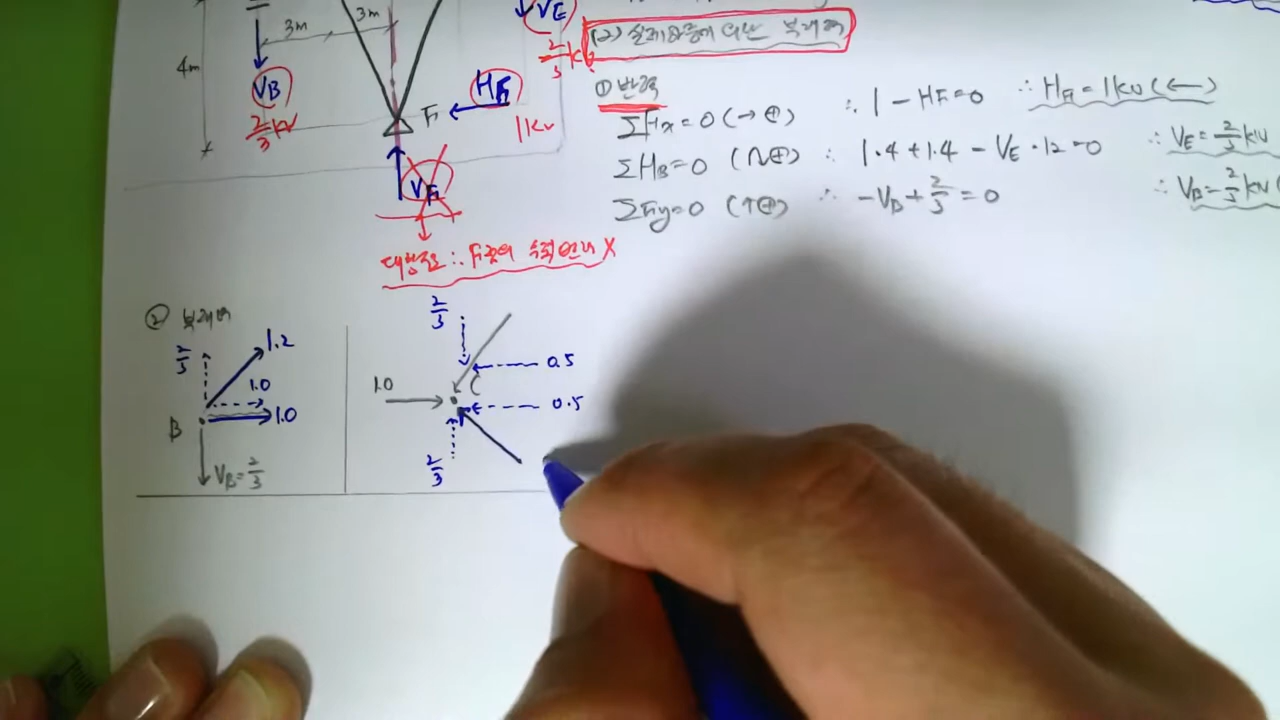 3m
3m
4m
VE
2/3 k
(2) 실제하중에 의한 부재력
VB
2/3 kN
HF
F
1kN
VF
대칭구조 ∴ F점의 수직반력 X
① 반력
ΣFx=0 (→⊕) ∴ 1 - HF=0 ∴ HF=1kN (←)
ΣMB=0 (↷⊕) ∴ 1·4+1·4 - VE·12=0 ∴ VE=2/3 kN
ΣFy=0 (↑⊕) ∴ -VB+2/3=0 ∴ VB=2/3 kN (
② 부재력
2/3
1.2
1.0
1.0
B
VB=2/3
2/3
0.5
1.0
C
0.5
2/3